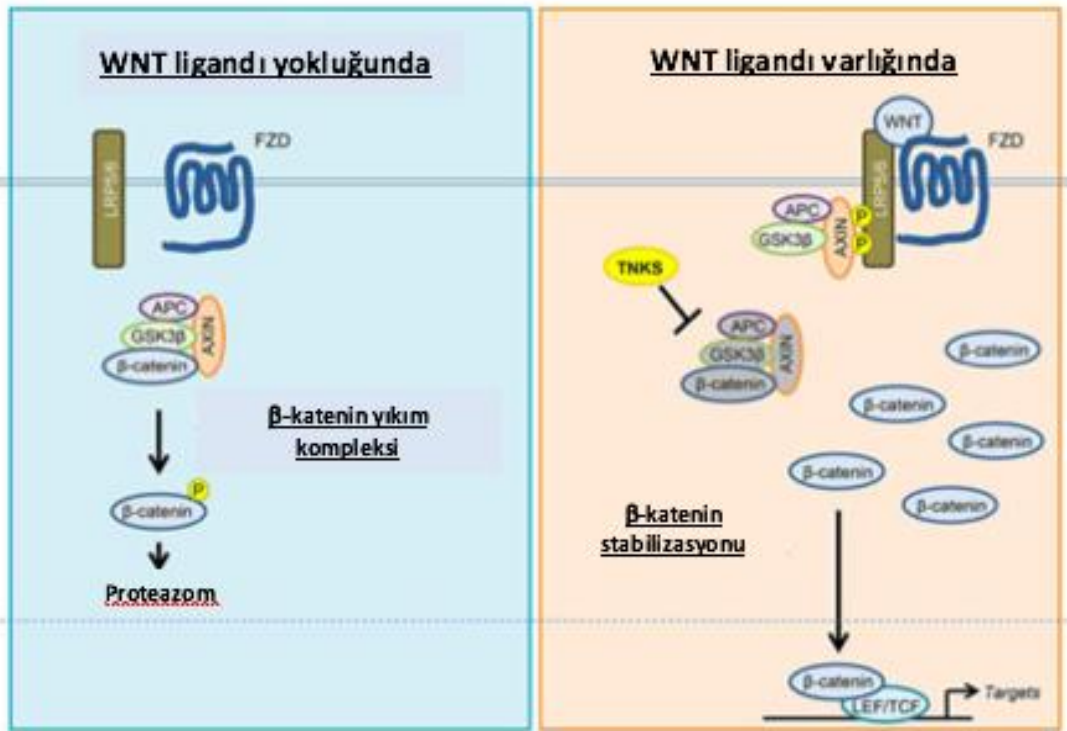 WNT ligandı yokluğunda
LRP5/6
FZD
APC
GSK3β
AXIN
β-catenin
β-katenin yıkım
kompleksi
P
β-catenin
Proteazom
WNT ligandı varlığında
WNT
FZD
LRP5/6
APC
GSK3β
AXIN
P
P
TNKS
APC
GSK3β
AXIN
β-catenin
β-catenin
β-catenin
β-catenin
β-catenin
β-catenin
β-katenin
stabilizasyonu
β-catenin
LEF/TCF
Targets